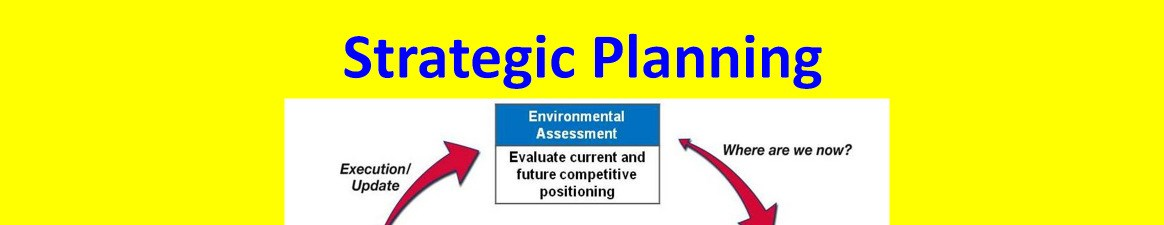 Strategic Planning
Environmental
Assessment
Evaluate current and
future competitive
positioning
Execution/
Update
Where are we now?